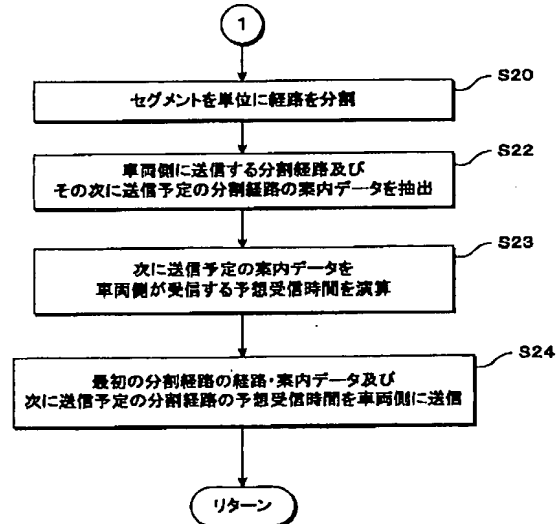 1
S20
セグメントを単位に経路を分割
S22
車両側に送信する分割経路及び
その次に送信予定の分割経路の案内データを抽出
S23
次に送信予定の案内データを
車両側が受信する予想受信時間を演算
S24
最初の分割経路の経路・案内データ及び
次に送信予定の分割経路の予想受信時間を車両側に送信
リターン